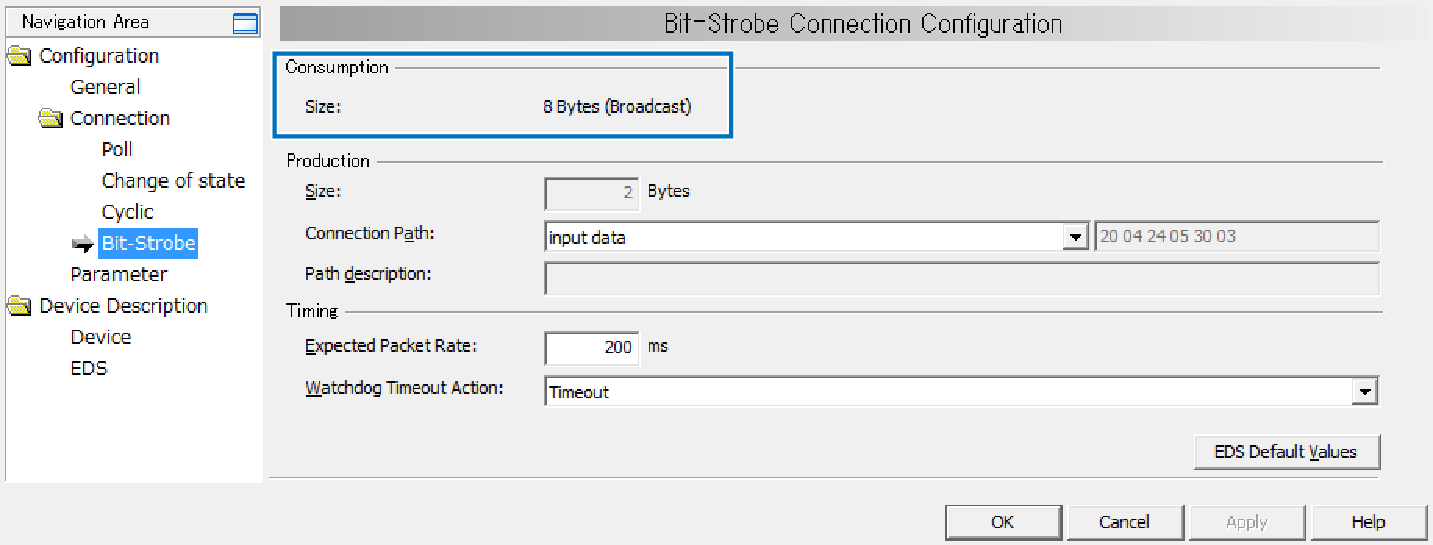 Navigation Area
Configuration
General
Connection
Poll
Change of state
Cyclic
Bit-Strobe
Parameter
Device Description
Device
EDS
Bit-Strobe Connection Configuration
Consumption
Size: 8 Bytes (Broadcast)
Production
Size: 2 Bytes
Connection Path: input data 20 04 24 05 30 03
Path description:
Timing
Expected Packet Rate: 200 ms
Watchdog Timeout Action: Timeout
EDS Default Values
OK Cancel Apply Help